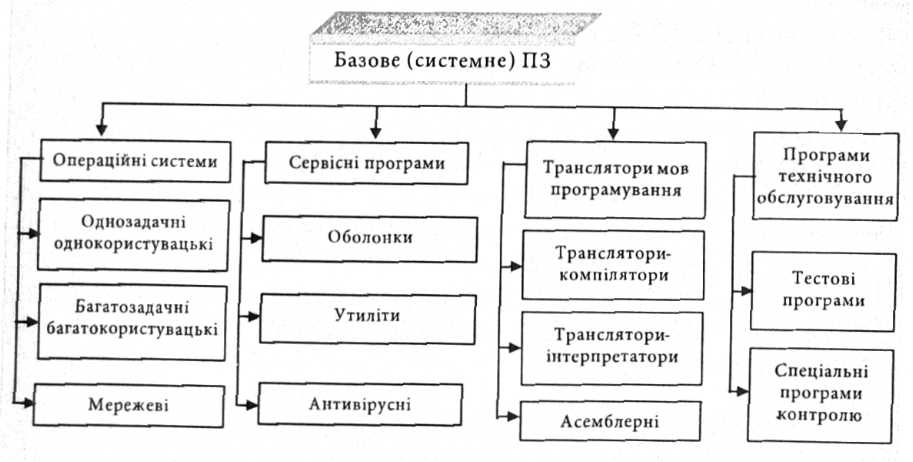 Базове (системне) ПЗ
Операційні системи
Однозадачні
однокористувацькі
Багатозадачні
багатокористувацькі
Мережеві
Сервісні програми
Оболонки
Утиліти
Антивірусні
Транслятори мов
програмування
Транслятори-
компілятори
Транслятори-
інтерпретатори
Асемблерні
Програми
технічного
обслуговування
Тестові
програми
Спеціальні
програми
контролю